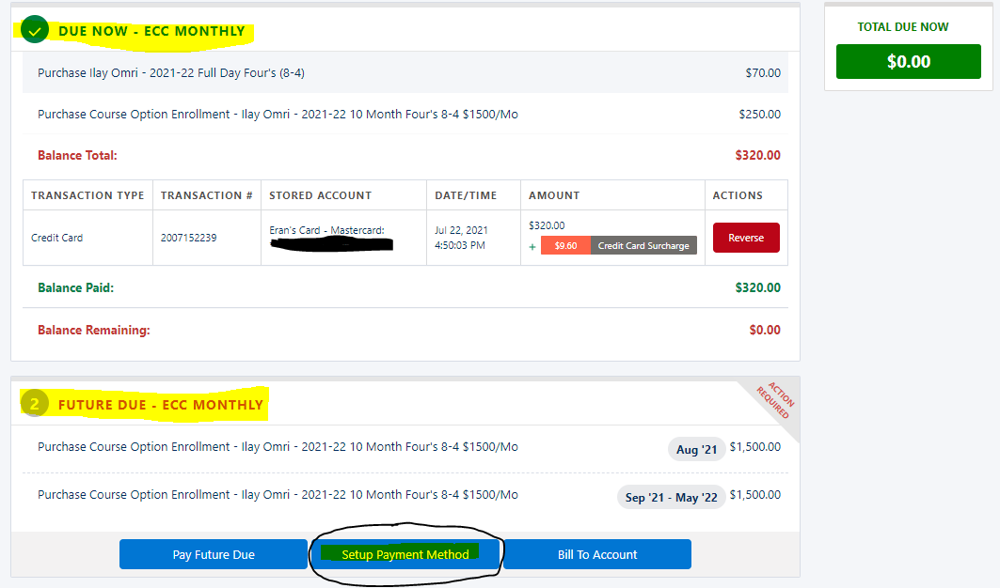 DUE NOW - ECC MONTHLY
TOTAL DUE NOW
$0.00
Purchase Ilay Omri - 2021-22 Full Day Four's (8-4) $70.00
Purchase Course Option Enrollment - Ilay Omri - 2021-22 10 Month Four's 8-4 $1500/Mo $250.00
Balance Total: $320.00
TRANSACTION TYPE TRANSACTION # STORED ACCOUNT DATE/TIME AMOUNT ACTIONS
Credit Card 2007152239 Eran's Card - Mastercard: Jul 22, 2021 $320.00 Reverse
4:50:03 PM + $9.60 Credit Card Surcharge
Balance Paid: $320.00
Balance Remaining: $0.00
2 FUTURE DUE - ECC MONTHLY
ACTION
REQUIRED
Purchase Course Option Enrollment - Ilay Omri - 2021-22 10 Month Four's 8-4 $1500/Mo Aug '21 $1,500.00
Purchase Course Option Enrollment - Ilay Omri - 2021-22 10 Month Four's 8-4 $1500/Mo Sep '21 - May '22 $1,500.00
Pay Future Due Setup Payment Method Bill To Account